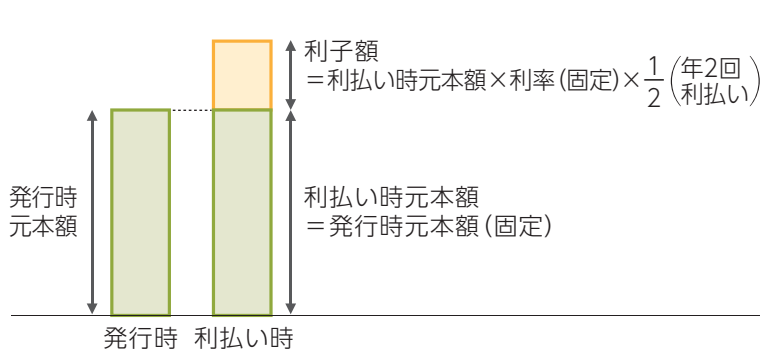 利子額
＝利払い時元本額×利率（固定）×1/2（年2回利払い）
発行時
元本額
利払い時元本額
＝発行時元本額（固定）
発行時
利払い時